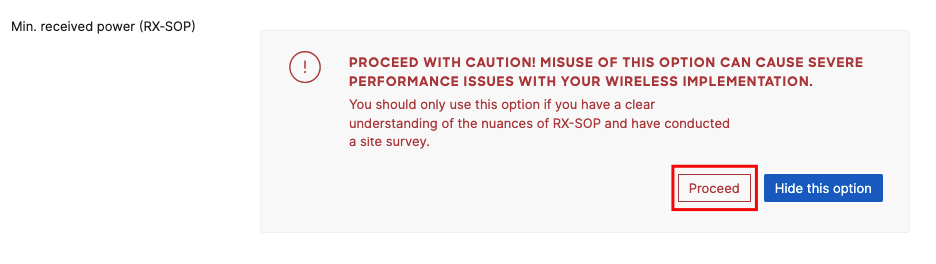 Min. received power (RX-SOP)
PROCEED WITH CAUTION! MISUSE OF THIS OPTION CAN CAUSE SEVERE
PERFORMANCE ISSUES WITH YOUR WIRELESS IMPLEMENTATION.
You should only use this option if you have a clear
understanding of the nuances of RX-SOP and have conducted
a site survey.
Proceed
Hide this option